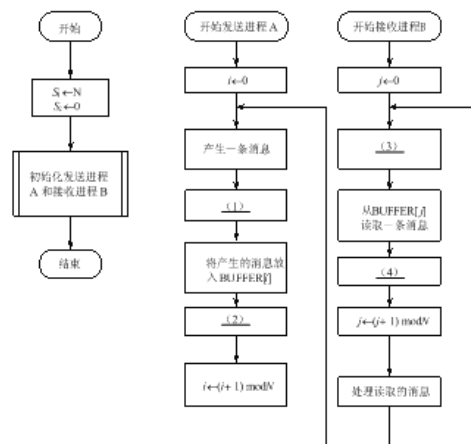 开始
S₁←N
S₂←0
初始化发送进程
A 和接收进程 B
结束
开始发送进程 A
i←0
产生一条消息
(1)
将产生的消息放
入 BUFFER[i]
(2)
i←(i+1) modN
开始接收进程B
j←0
(3)
从BUFFER[j]
读取一条消息
(4)
j←(j+1) modN
处理读取的消息